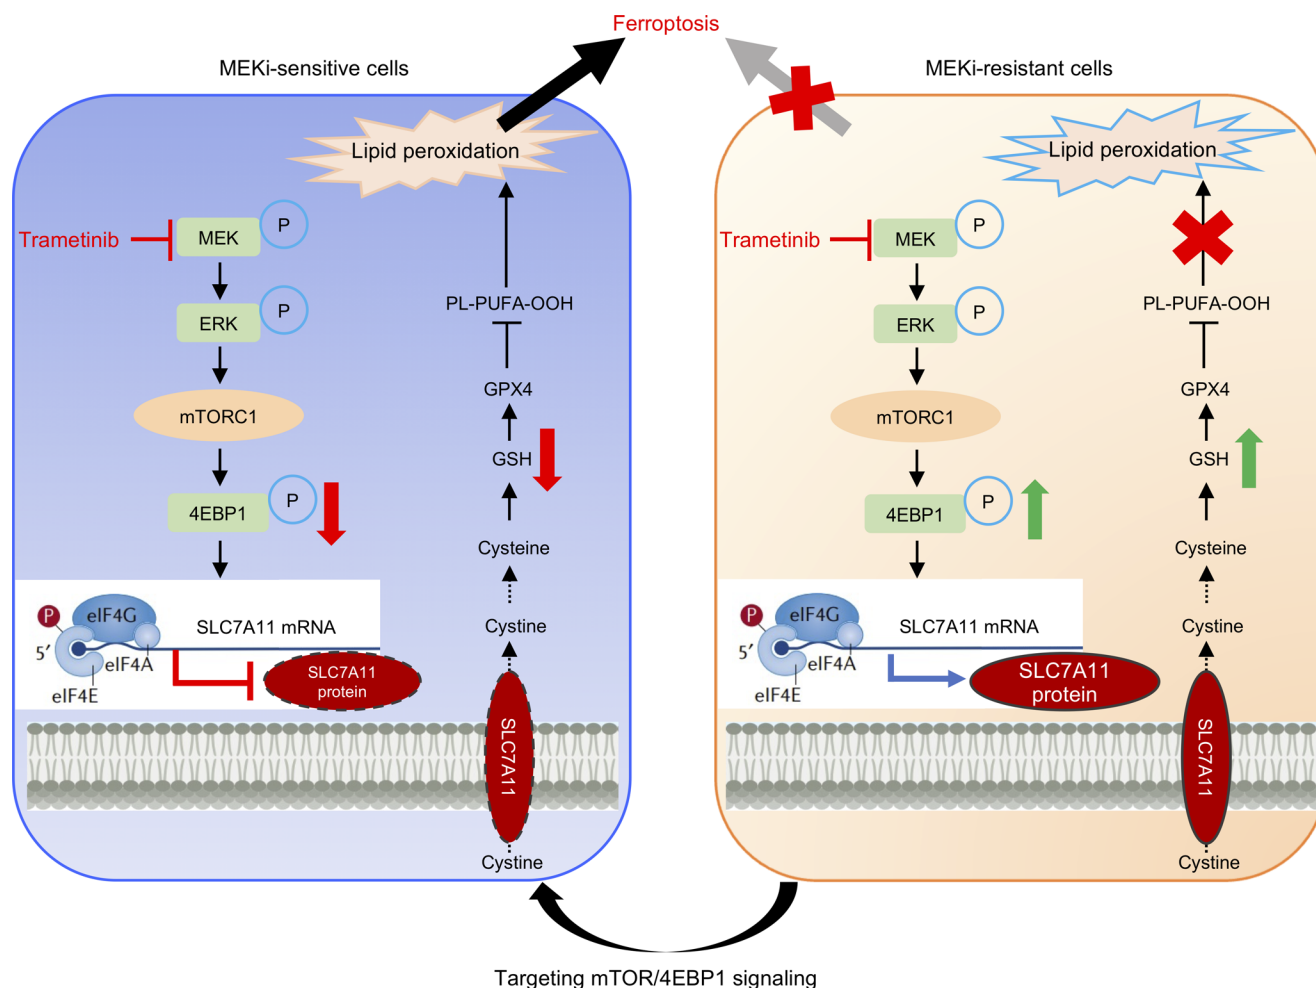 Ferroptosis
MEKi-sensitive cells
Lipid peroxidation
Trametinib
MEK
P
ERK
P
PL-PUFA-OOH
mTORC1
GPX4
GSH
4EBP1
P
Cysteine
P
eIF4G
SLC7A11 mRNA
5′
eIF4A
eIF4E
SLC7A11
protein
Cystine
SLC7A11
Cystine
MEKi-resistant cells
Lipid peroxidation
Trametinib
MEK
P
ERK
P
PL-PUFA-OOH
mTORC1
GPX4
GSH
4EBP1
P
Cysteine
P
eIF4G
SLC7A11 mRNA
5′
eIF4A
eIF4E
SLC7A11
protein
Cystine
SLC7A11
Cystine
Targeting mTOR/4EBP1 signaling